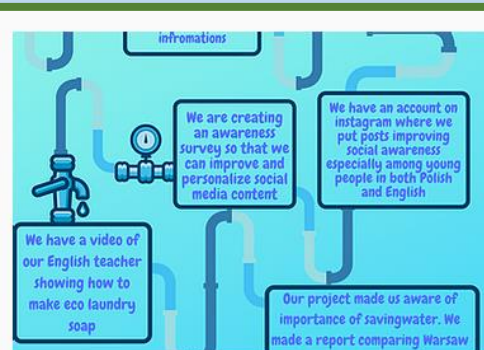 infromations
We are creating
an awareness
survey so that we
can improve and
personalize social
media content
We have an account on
instagram where we
put posts improving
social awareness
especially among young
people in both Polish
and English
We have a video of
our English teacher
showing how to
make eco laundry
soap
Our project made us aware of
importance of savingwater. We
made a report comparing Warsaw